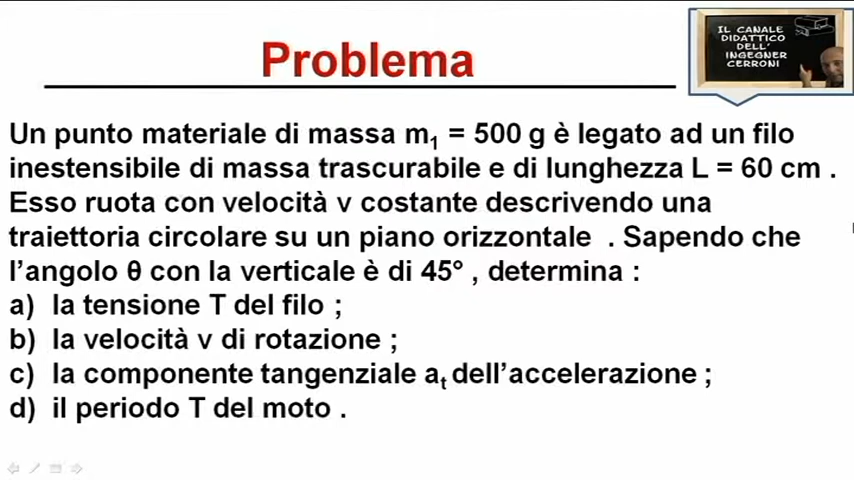 Problema
IL CANALE
DIDATTICO
DELL'
INGEGNER
CERRONI
Un punto materiale di massa m₁ = 500 g è legato ad un filo
inestensibile di massa trascurabile e di lunghezza L = 60 cm .
Esso ruota con velocità v costante descrivendo una
traiettoria circolare su un piano orizzontale . Sapendo che
l'angolo θ con la verticale è di 45° , determina :
a) la tensione T del filo ;
b) la velocità v di rotazione ;
c) la componente tangenziale aₜ dell'accelerazione ;
d) il periodo T del moto .